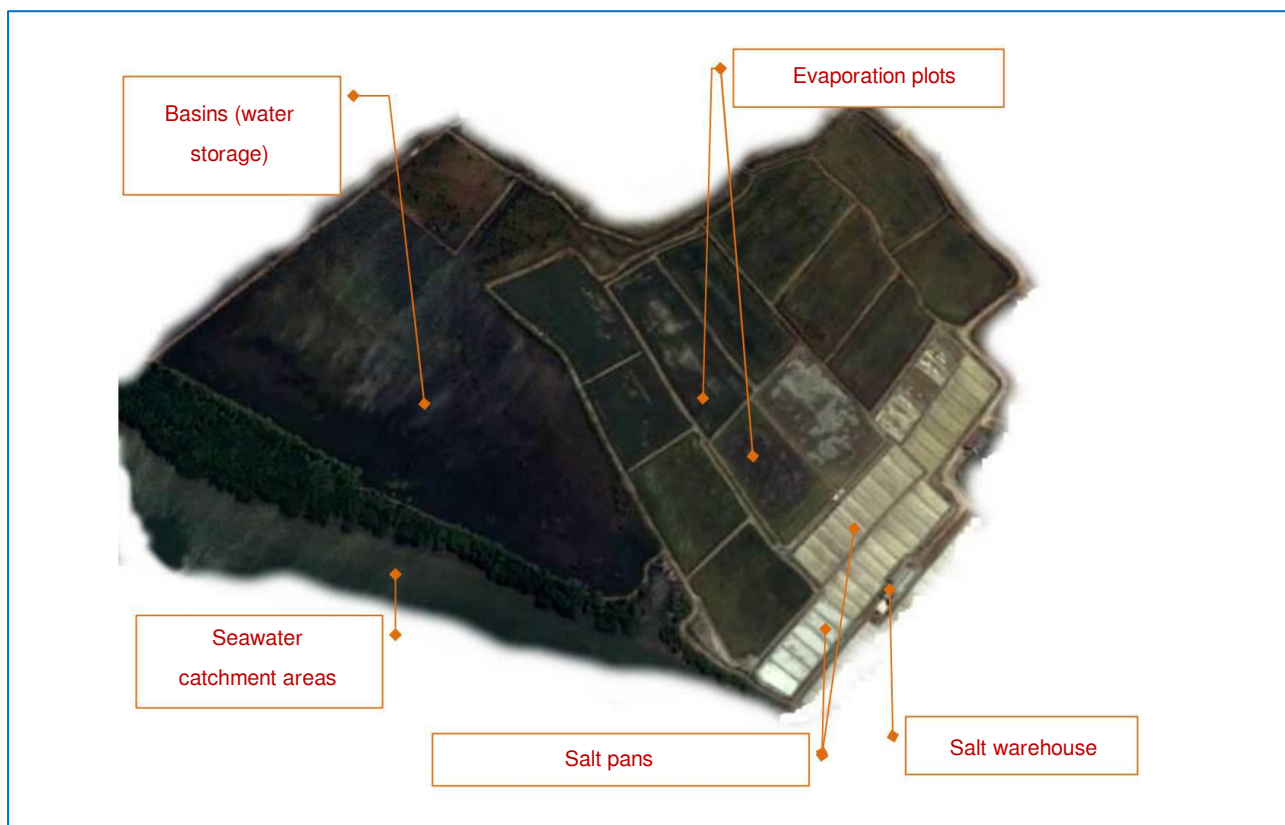 Basins (water
storage)
Evaporation plots
Seawater
catchment areas
Salt pans
Salt warehouse